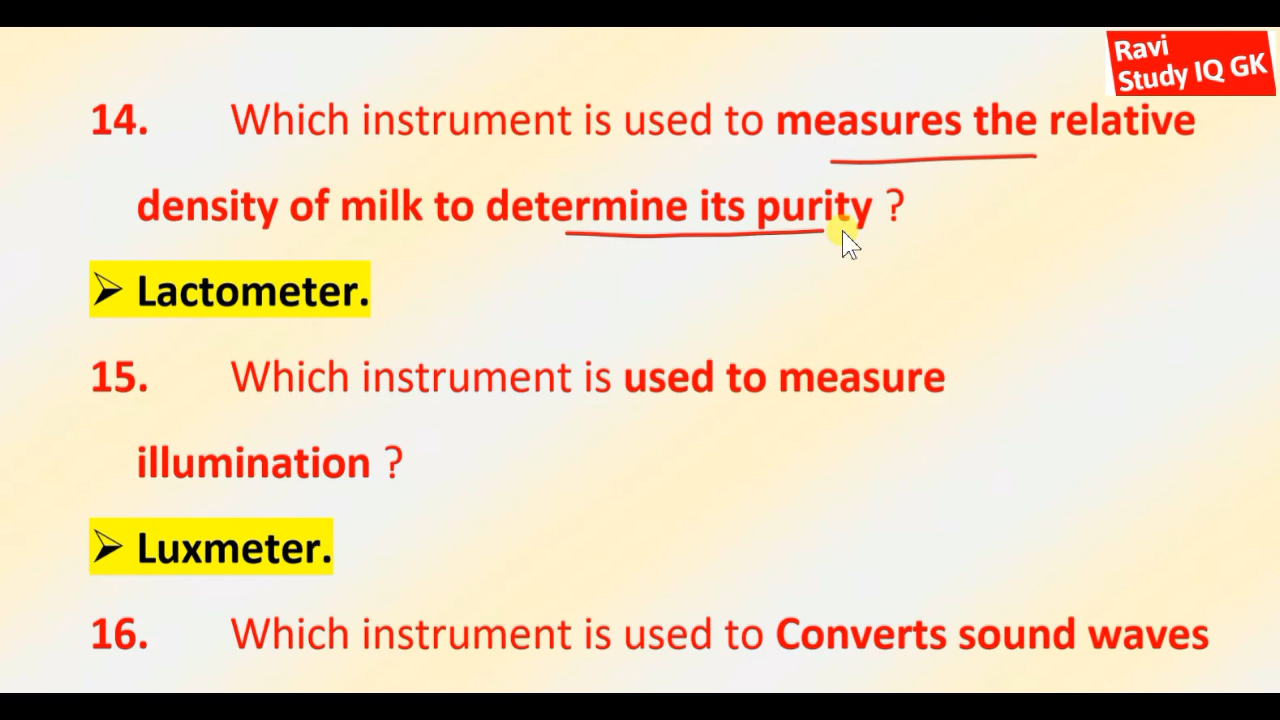 Ravi
Study IQ GK
14. Which instrument is used to measures the relative
density of milk to determine its purity ?
➢ Lactometer.
15. Which instrument is used to measure
illumination ?
➢ Luxmeter.
16. Which instrument is used to Converts sound waves